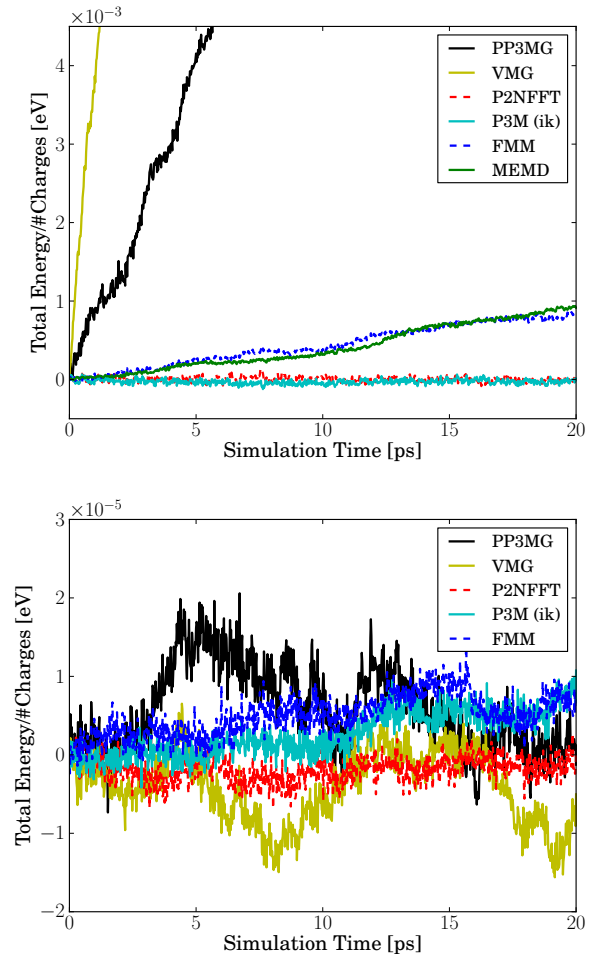 ×10⁻³
4
3
2
1
0
Total Energy/#Charges [eV]
PP3MG
VMG
P2NFFT
P3M (ik)
FMM
MEMD
0 5 10 15 20
Simulation Time [ps]
×10⁻⁵
3
2
1
0
−1
−2
Total Energy/#Charges [eV]
PP3MG
VMG
P2NFFT
P3M (ik)
FMM
0 5 10 15 20
Simulation Time [ps]